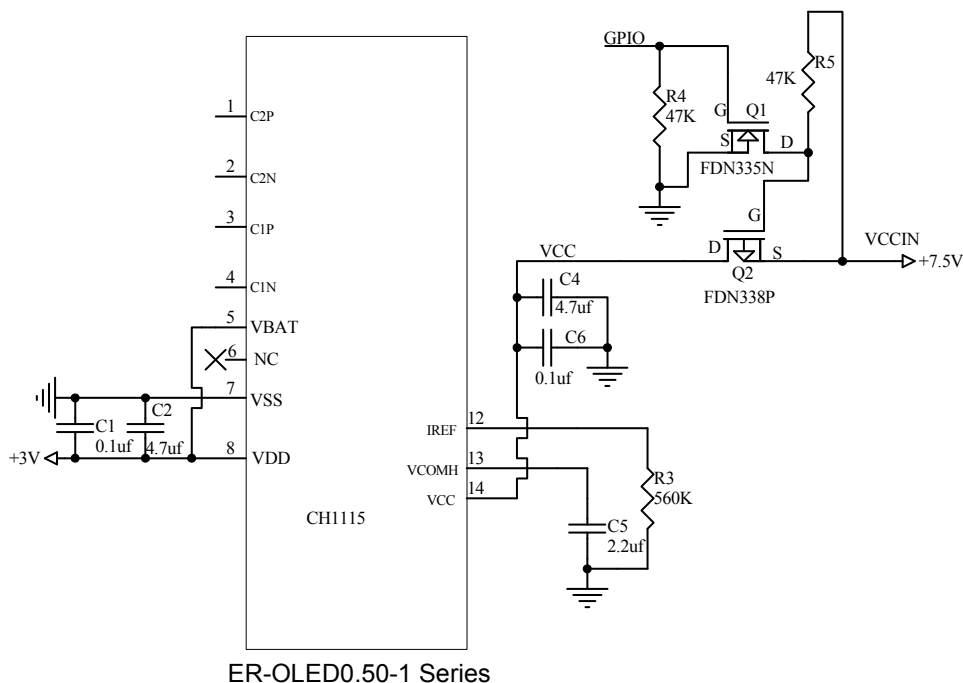 GPIO
R5
47K
R4
47K
G
Q1
S
D
FDN335N
G
VCC
D
S
VCCIN
+7.5V
Q2
FDN338P
1
C2P
2
C2N
3
C1P
4
C1N
5
VBAT
6
NC
7
VSS
8
VDD
C1
0.1uf
C2
4.7uf
+3V
C4
4.7uf
C6
0.1uf
12
IREF
13
VCOMH
14
VCC
R3
560K
C5
2.2uf
CH1115
ER-OLED0.50-1 Series